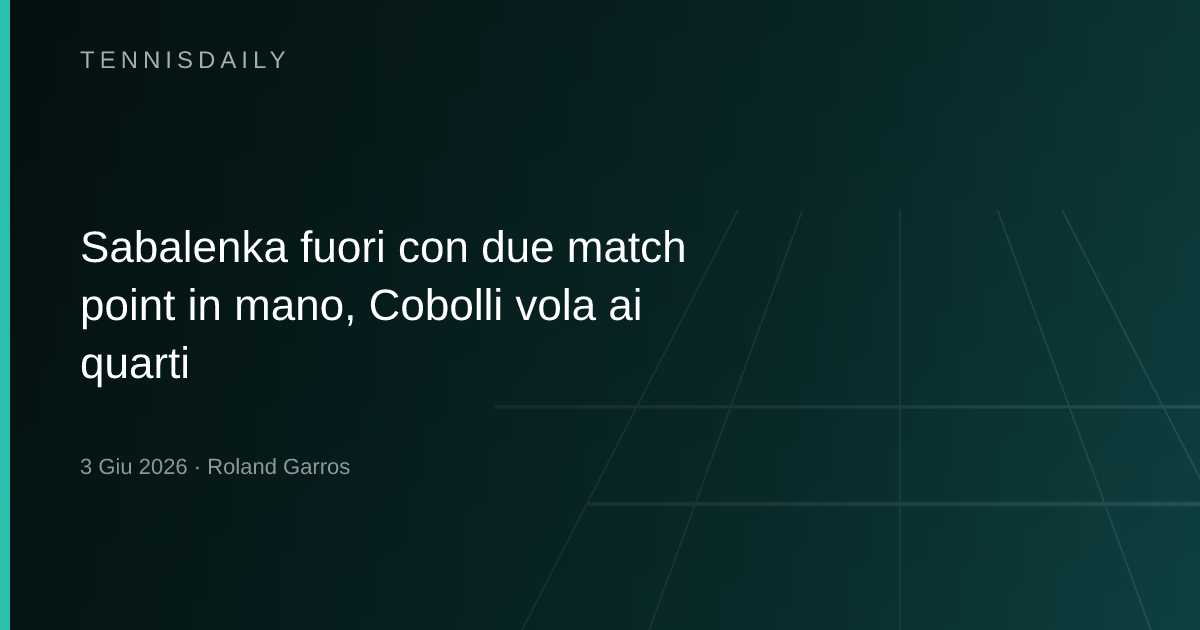 TENNISDAILY
Sabalenka fuori con due match
point in mano, Cobolli vola ai
quarti
3 Giu 2026 · Roland Garros